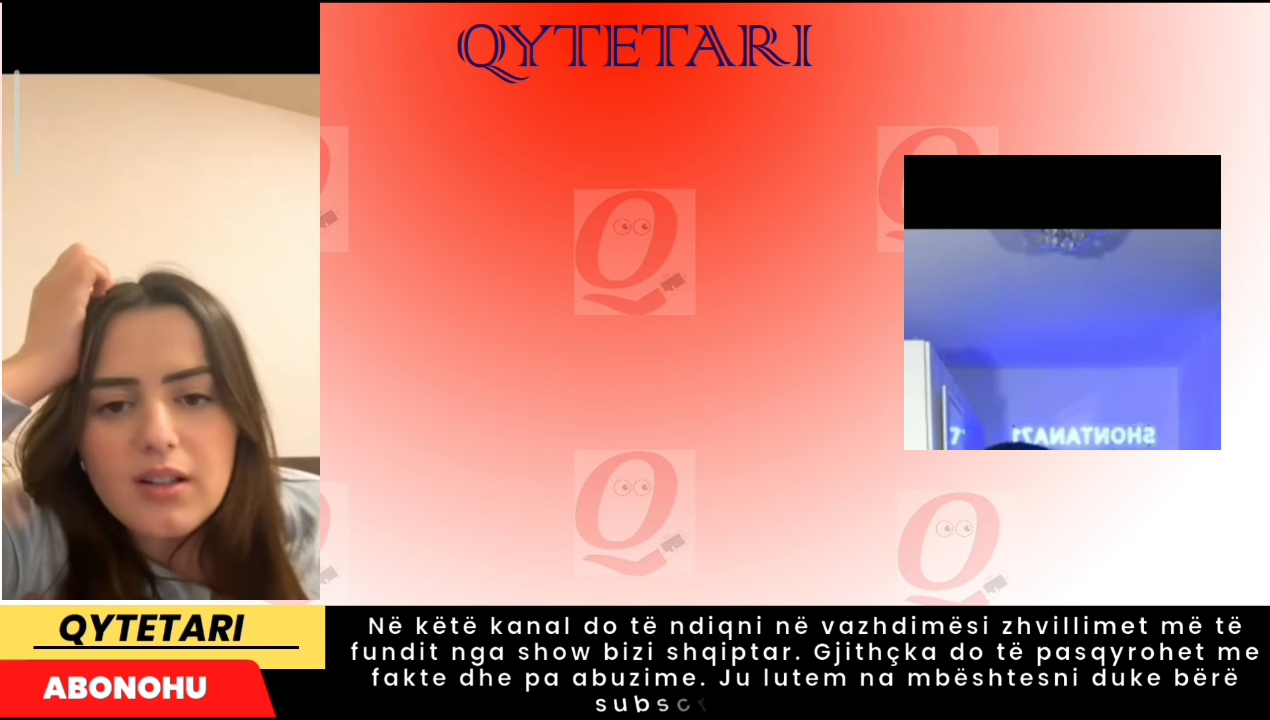 QYTETARI
SHONTANA71
QYTETARI
ABONOHU
Në këtë kanal do të ndiqni në vazhdimësi zhvillimet më të
fundit nga show bizi shqiptar. Gjithçka do të pasqyrohet me
fakte dhe pa abuzime. Ju lutem na mbështesni duke bërë
subscr